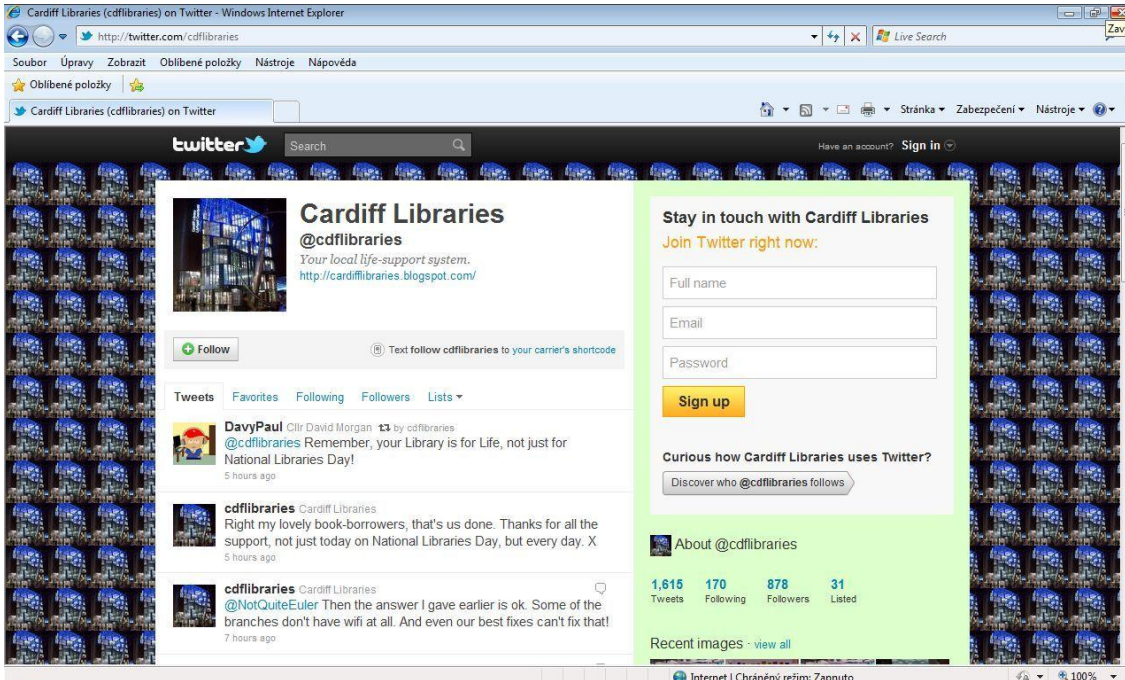 Cardiff Libraries (cdflibraries) on Twitter - Windows Internet Explorer
http://twitter.com/cdflibraries
Live Search
Zav
Soubor Úpravy Zobrazit Oblíbené položky Nástroje Nápověda
Oblíbené položky
Cardiff Libraries (cdflibraries) on Twitter
Stránka Zabezpečení Nástroje
twitter
Search
Have an account? Sign in
Cardiff Libraries
@cdflibraries
Your local life-support system.
http://cardifflibraries.blogspot.com/
Follow
Text follow cdflibraries to your carrier's shortcode
Tweets Favorites Following Followers Lists
DavyPaul Cllr David Morgan by cdflibraries
@cdflibraries Remember, your Library is for Life, not just for
National Libraries Day!
5 hours ago
cdflibraries Cardiff Libraries
Right my lovely book-borrowers, that's us done. Thanks for all the
support, not just today on National Libraries Day, but every day. X
5 hours ago
cdflibraries Cardiff Libraries
@NotQuiteEuler Then the answer I gave earlier is ok. Some of the
branches don't have wifi at all. And even our best fixes can't fix that!
7 hours ago
Stay in touch with Cardiff Libraries
Join Twitter right now:
Full name
Email
Password
Sign up
Curious how Cardiff Libraries uses Twitter?
Discover who @cdflibraries follows
About @cdflibraries
1,615 170 878 31
Tweets Following Followers Listed
Recent images · view all
Internet | Chráněný režim: Zapnuto
100%